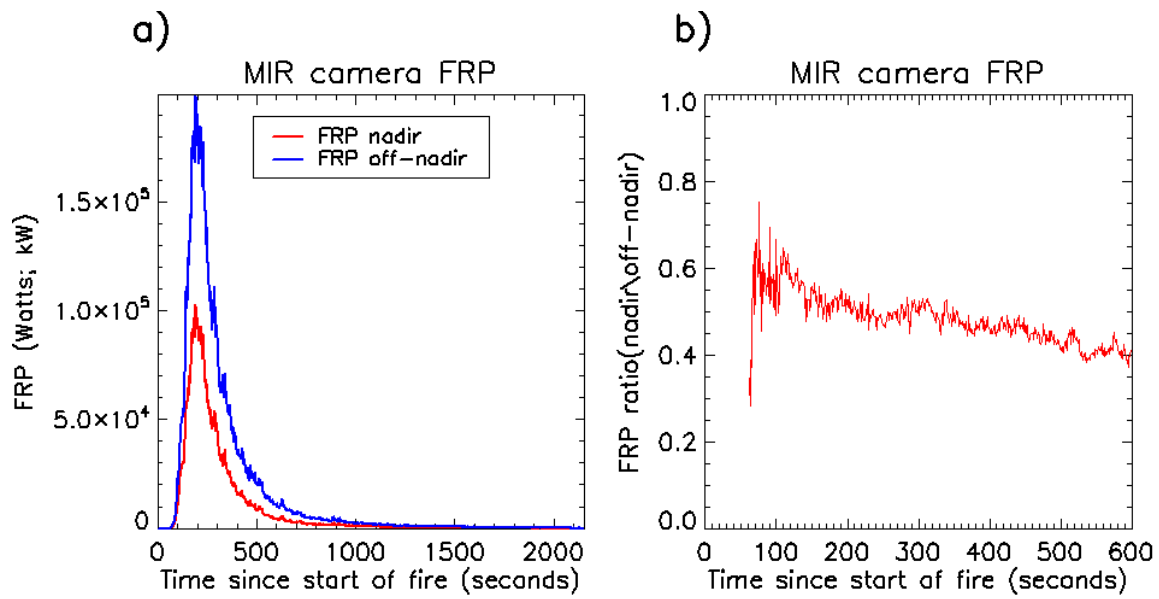 a)
MIR camera FRP
FRP nadir
FRP off-nadir
FRP (Watts; kW)
1.5×10⁵
1.0×10⁵
5.0×10⁴
0
0 500 1000 1500 2000
Time since start of fire (seconds)
b)
MIR camera FRP
FRP ratio(nadir\off-nadir)
1.0
0.8
0.6
0.4
0.2
0.0
0 100 200 300 400 500 600
Time since start of fire (seconds)